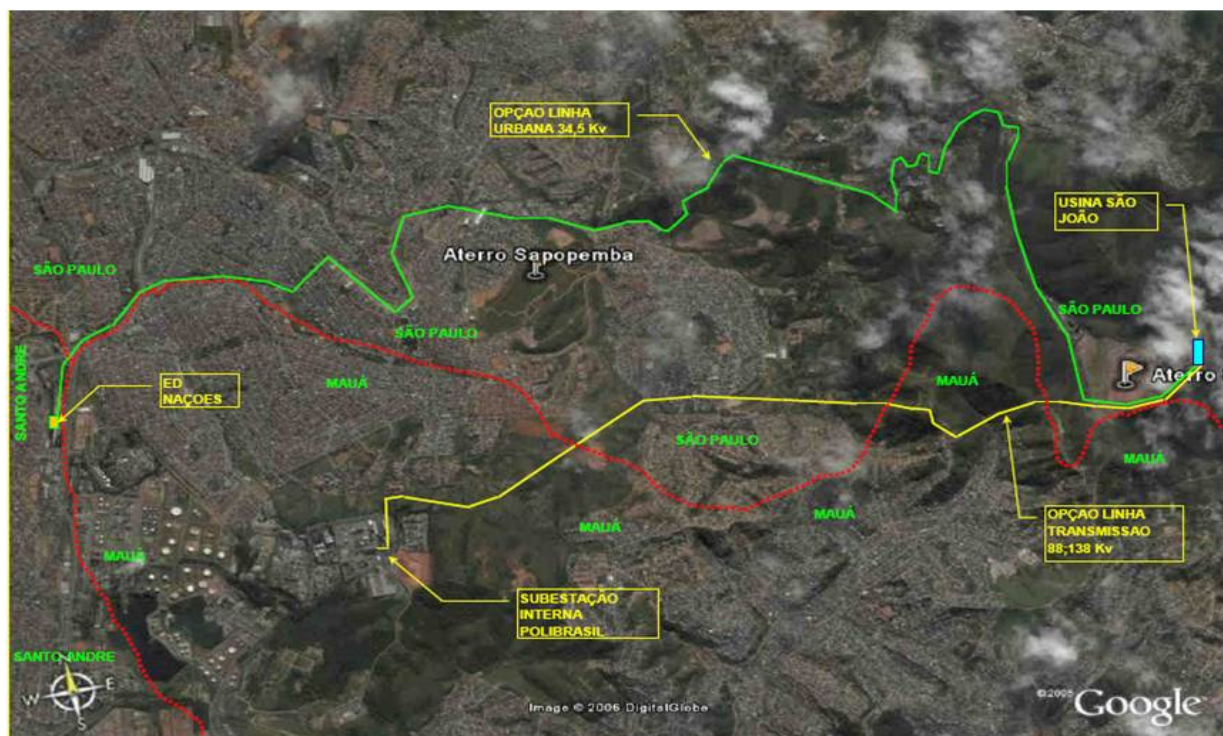 OPÇAO LINHA
URBANA 34,5 Kv
USINA SÃO
JOÃO
Aterro Sapopemba
SÃO PAULO
SÃO PAULO
SÃO PAULO
SANTO ANDRE
ED
NAÇOES
MAUÁ
MAUÁ
Aterro
SÃO PAULO
MAUÁ
OPÇAO LINHA
TRANSMISSAO
88;138 Kv
MAUÁ
MAUÁ
MAUÁ
SUBESTAÇÃO
INTERNA
POLIBRASIL
SANTO ANDRE
N
W E
S
Image © 2006 DigitalGlobe
©2005 Google™